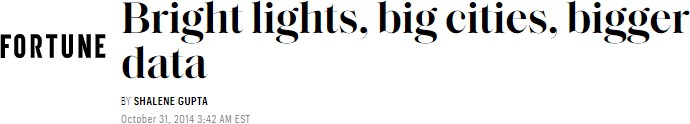 FORTUNE
Bright lights, big cities, bigger
data
BY SHALENE GUPTA
October 31, 2014 3:42 AM EST